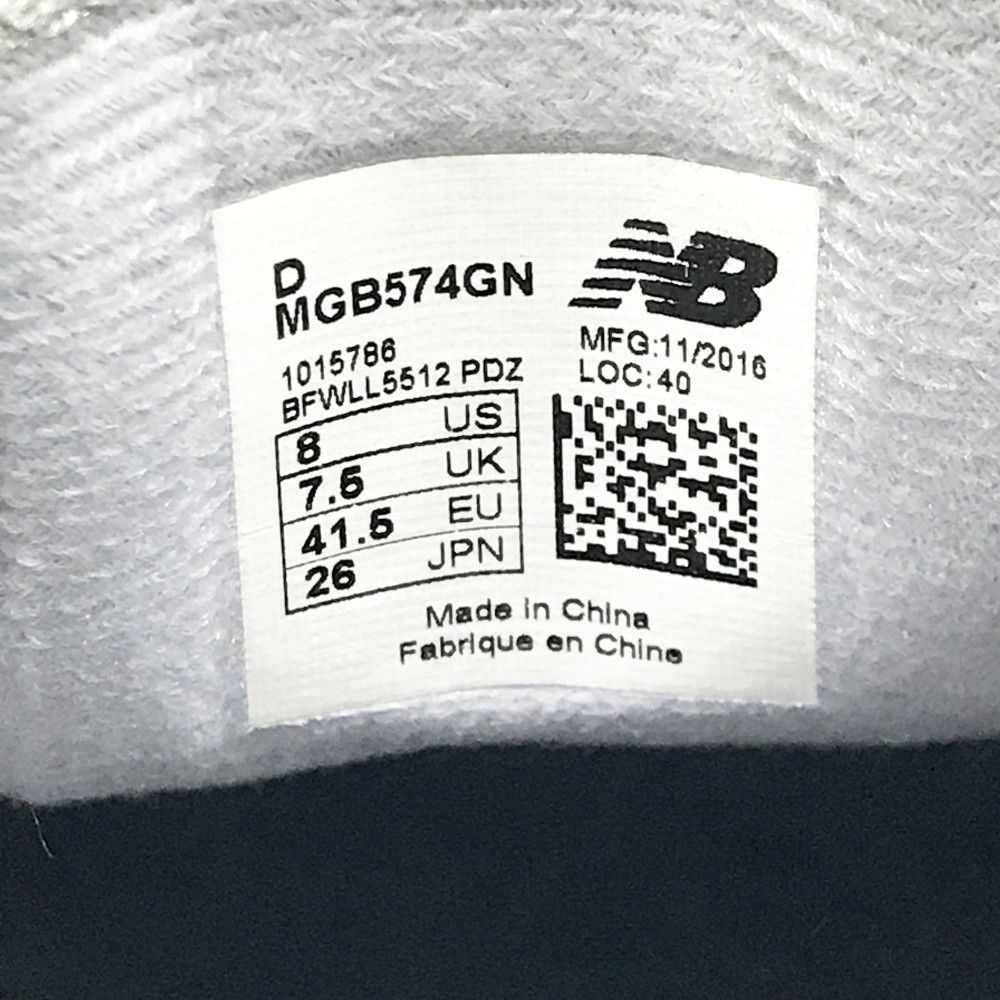 D
MGB574GN
NB
1015786
BFWLL5512 PDZ
MFG:11/2016
LOC:40
8 US
7.5 UK
41.5 EU
26 JPN
Made in China
Fabrique en Chine